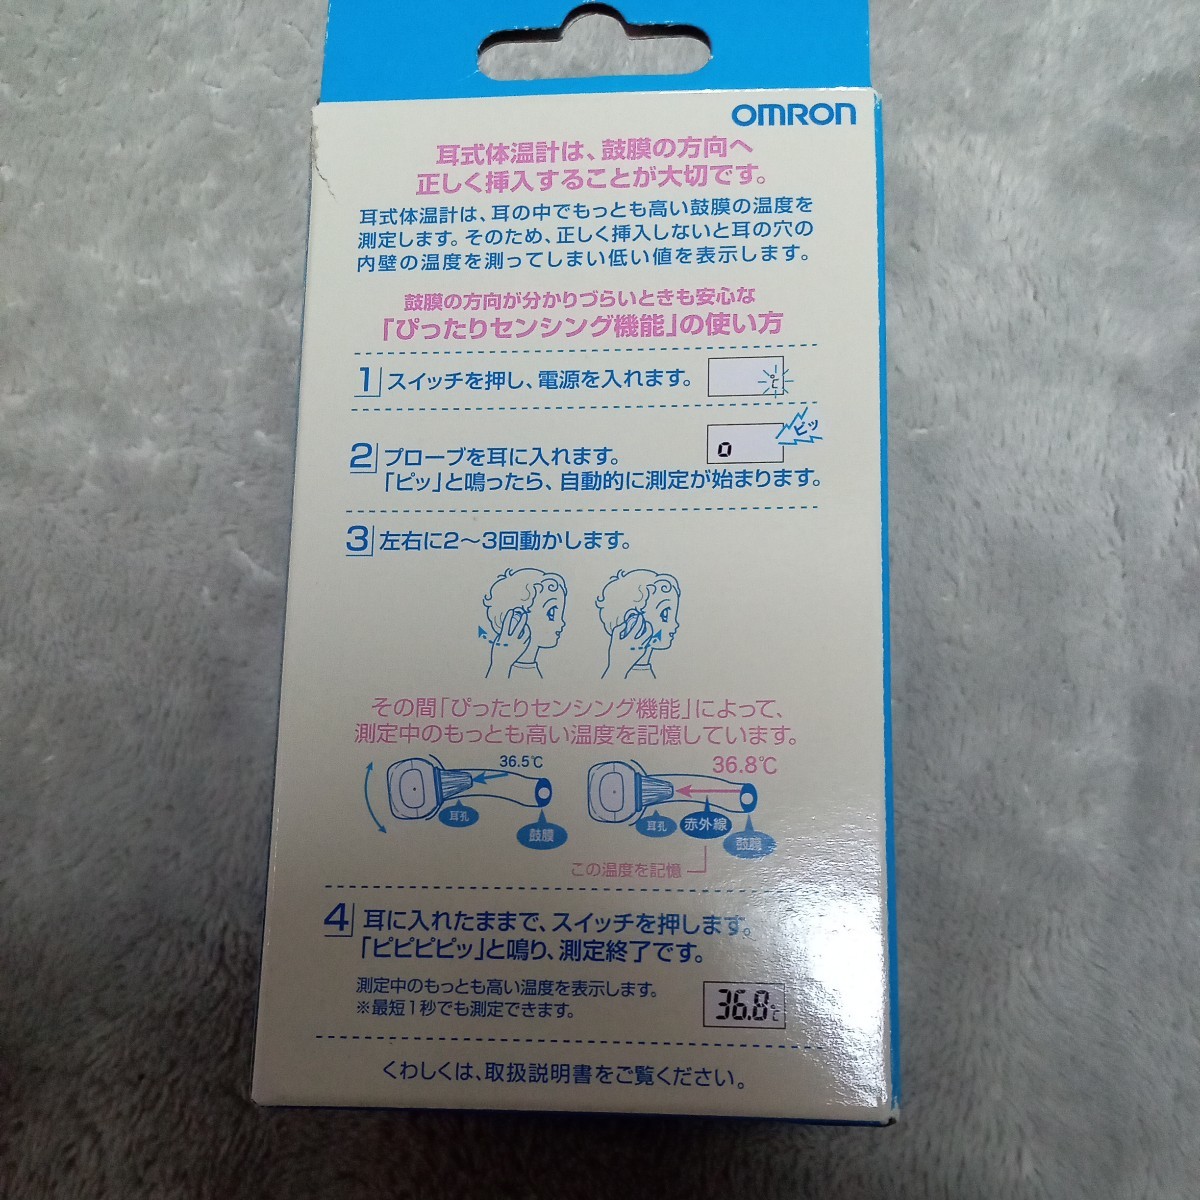 OMRON
耳式体温計は、鼓膜の方向へ
正しく挿入することが大切です。
耳式体温計は、耳の中でもっとも高い鼓膜の温度を
測定します。そのため、正しく挿入しないと耳の穴の
内壁の温度を測ってしまい低い値を表示します。
鼓膜の方向が分かりづらいときも安心な
「ぴったりセンシング機能」の使い方
1 スイッチを押し、電源を入れます。
℃
2 プローブを耳に入れます。
「ピッ」と鳴ったら、自動的に測定が始まります。
o
ピッ
3 左右に2〜3回動かします。
その間「ぴったりセンシング機能」によって、
測定中のもっとも高い温度を記憶しています。
36.5℃
耳孔
鼓膜
36.8℃
耳孔
赤外線
鼓膜
この温度を記憶
4 耳に入れたままで、スイッチを押します。
「ピピピピッ」と鳴り、測定終了です。
測定中のもっとも高い温度を表示します。
※最短1秒でも測定できます。
36.8℃
くわしくは、取扱説明書をご覧ください。